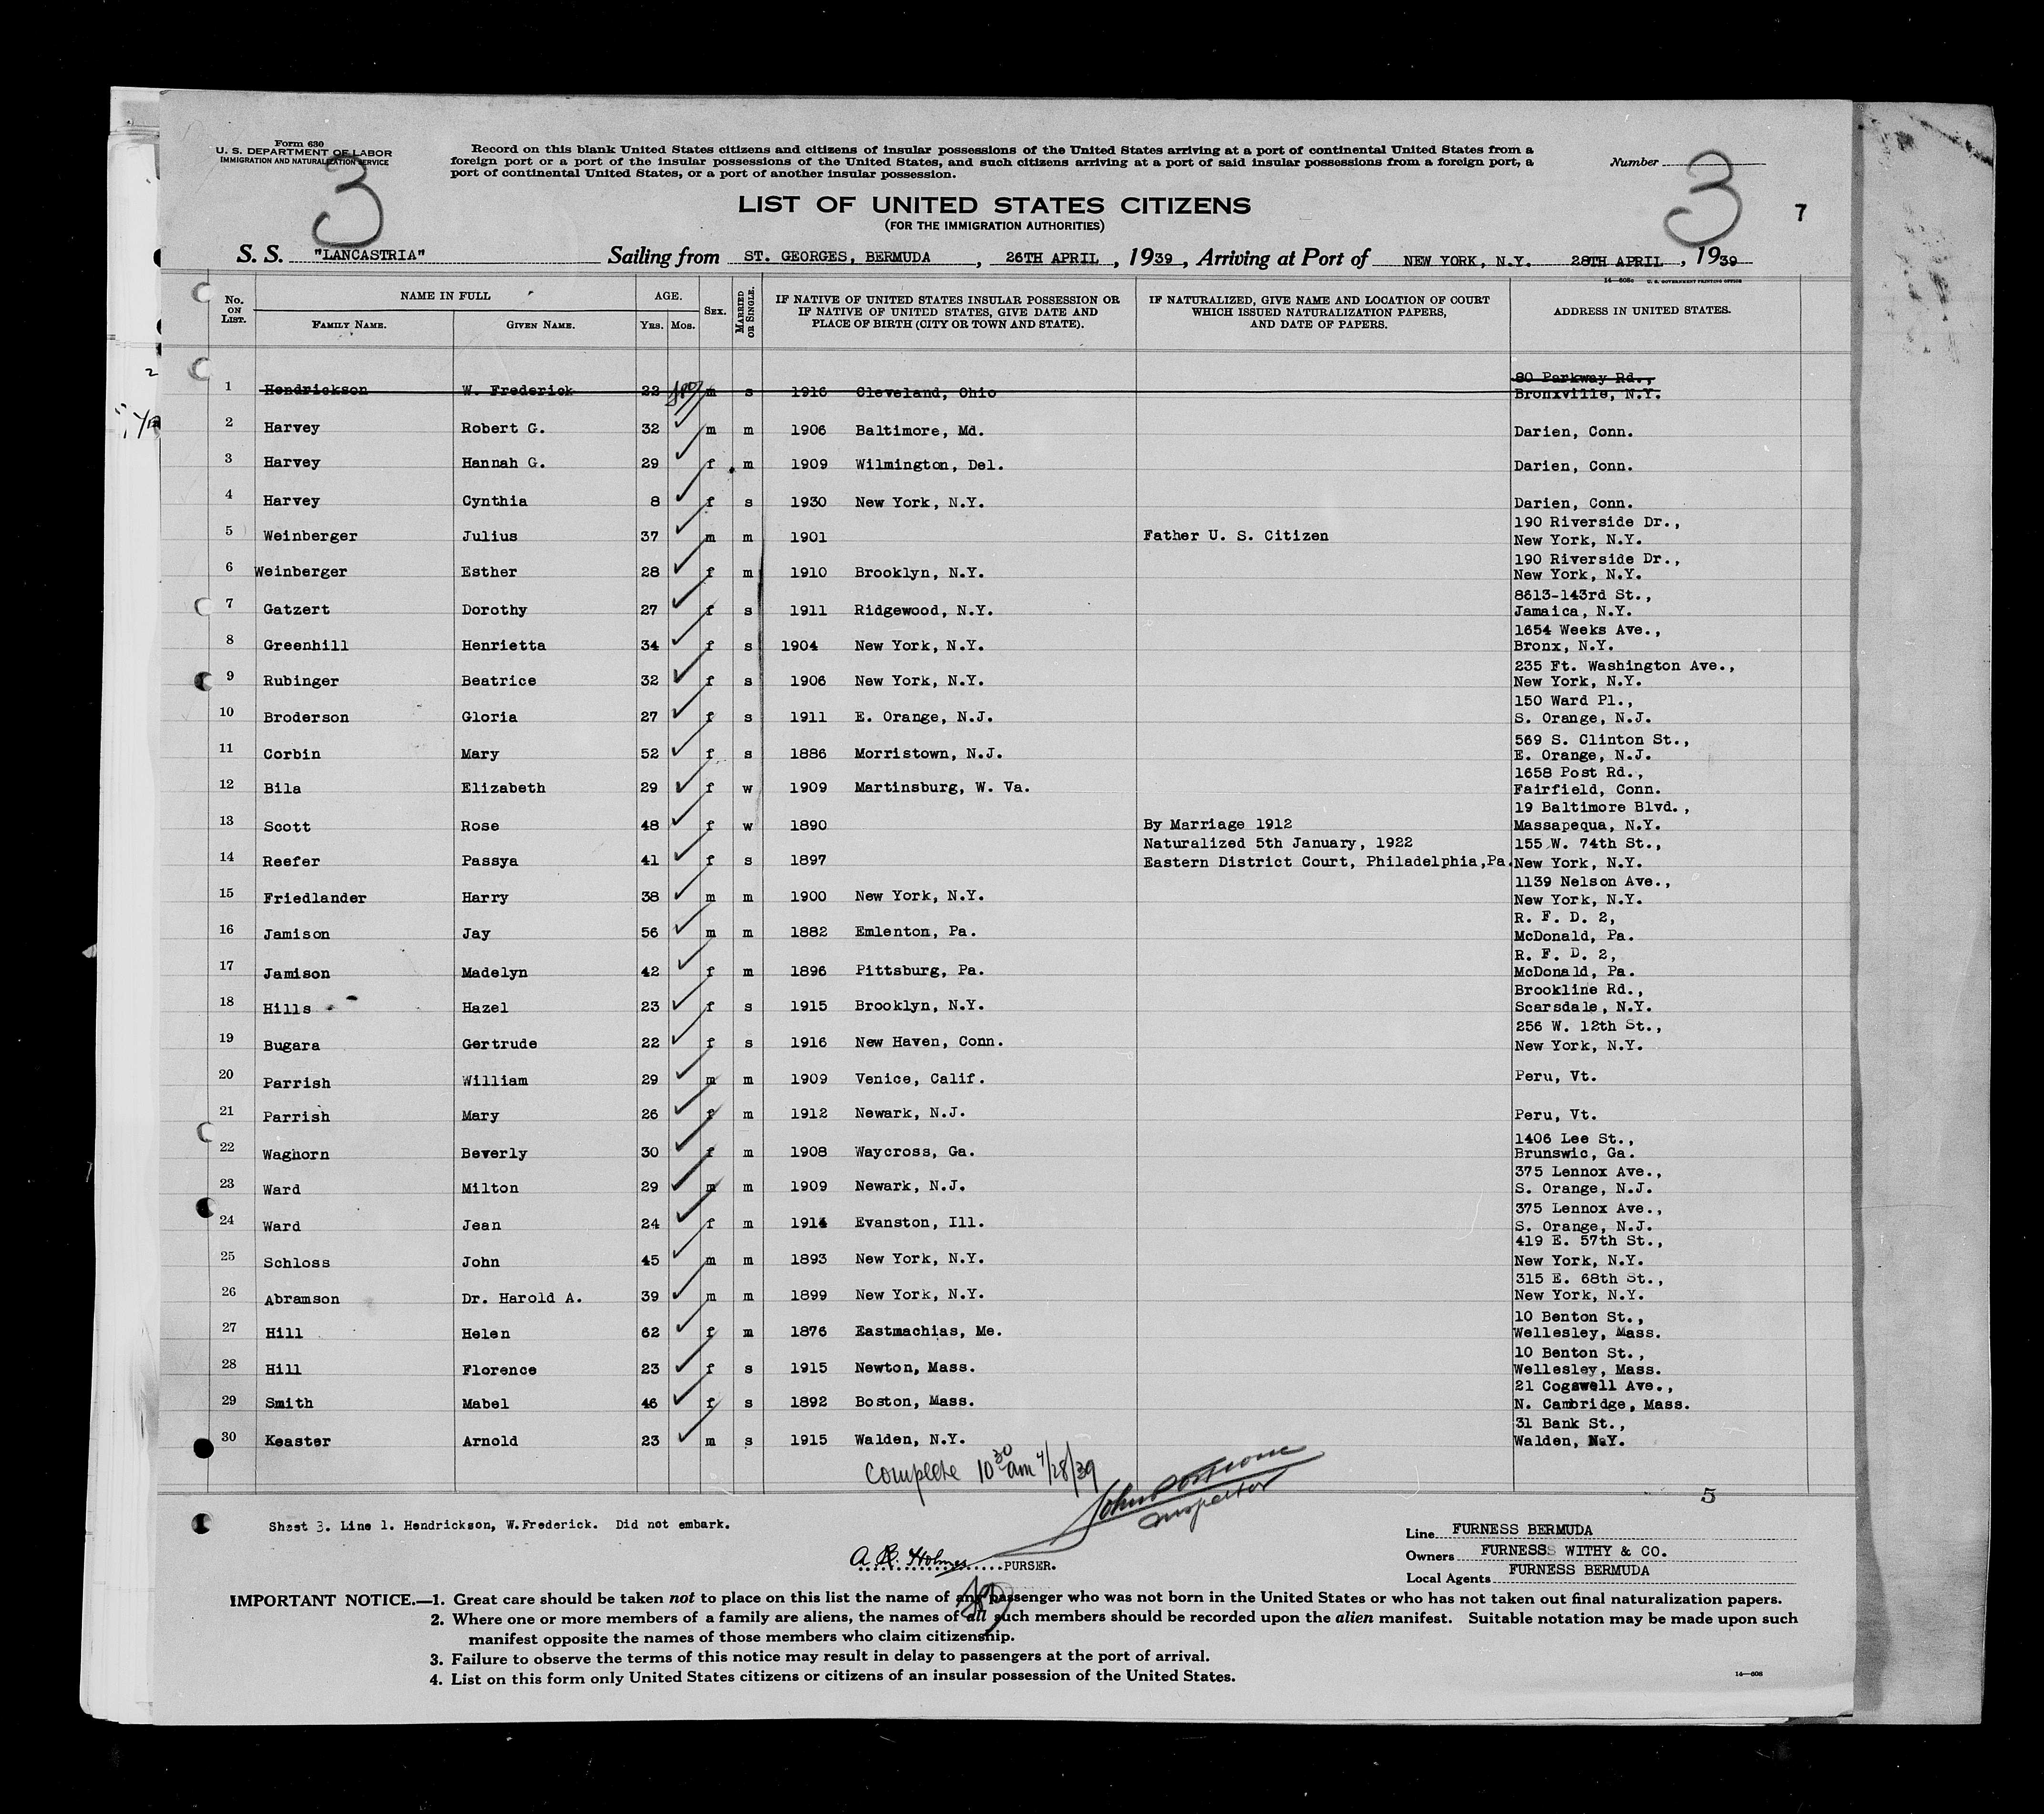 Form 630
U. S. DEPARTMENT OF LABOR
IMMIGRATION AND NATURALIZATION SERVICE
3
Record on this blank United States citizens and citizens of insular possessions of the United States arriving at a port of continental United States from a
foreign port or a port of the insular possessions of the United States, and such citizens arriving at a port of said insular possessions from a foreign port, a
port of continental United States, or a port of another insular possession.
Number
3
7
LIST OF UNITED STATES CITIZENS
(FOR THE IMMIGRATION AUTHORITIES)
S. S. "LANCASTRIA" Sailing from ST. GEORGES, BERMUDA, 26TH APRIL, 1939, Arriving at Port of NEW YORK, N.Y. 28TH APRIL, 1939
14—608a U. S. GOVERNMENT PRINTING OFFICE
No. ON LIST. NAME IN FULL FAMILY NAME. GIVEN NAME. AGE. YRS. MOS. SEX. MARRIED OR SINGLE. IF NATIVE OF UNITED STATES INSULAR POSSESSION OR IF NATIVE OF UNITED STATES, GIVE DATE AND PLACE OF BIRTH (CITY OR TOWN AND STATE). IF NATURALIZED, GIVE NAME AND LOCATION OF COURT WHICH ISSUED NATURALIZATION PAPERS, AND DATE OF PAPERS. ADDRESS IN UNITED STATES.
1 Hendrickson W. Frederick 22 m s 1916 Cleveland, Ohio 80 Parkway Rd., Bronxville, N.Y.
2 Harvey Robert G. 32 m m 1906 Baltimore, Md. Darien, Conn.
3 Harvey Hannah G. 29 f m 1909 Wilmington, Del. Darien, Conn.
4 Harvey Cynthia 8 f s 1930 New York, N.Y. Darien, Conn.
5 Weinberger Julius 37 m m 1901 Father U. S. Citizen 190 Riverside Dr., New York, N.Y.
6 Weinberger Esther 28 f m 1910 Brooklyn, N.Y. 190 Riverside Dr., New York, N.Y.
7 Gatzert Dorothy 27 f s 1911 Ridgewood, N.Y. 8613-143rd St., Jamaica, N.Y.
8 Greenhill Henrietta 34 f s 1904 New York, N.Y. 1654 Weeks Ave., Bronx, N.Y.
9 Rubinger Beatrice 32 f s 1906 New York, N.Y. 235 Ft. Washington Ave., New York, N.Y.
10 Broderson Gloria 27 f s 1911 E. Orange, N.J. 150 Ward Pl., S. Orange, N.J.
11 Corbin Mary 52 f s 1886 Morristown, N.J. 569 S. Clinton St., E. Orange, N.J.
12 Bila Elizabeth 29 f w 1909 Martinsburg, W. Va. 1658 Post Rd., Fairfield, Conn.
13 Scott Rose 48 f w 1890 By Marriage 1912 19 Baltimore Blvd., Massapequa, N.Y.
14 Reefer Passya 41 f s 1897 Naturalized 5th January, 1922 Eastern District Court, Philadelphia,Pa. 155 W. 74th St., New York, N.Y.
15 Friedlander Harry 38 m m 1900 New York, N.Y. 1139 Nelson Ave., New York, N.Y.
16 Jamison Jay 56 m m 1882 Emlenton, Pa. R. F. D. 2, McDonald, Pa.
17 Jamison Madelyn 42 f m 1896 Pittsburg, Pa. R. F. D. 2, McDonald, Pa.
18 Hills Hazel 23 f s 1915 Brooklyn, N.Y. Brookline Rd., Scarsdale, N.Y.
19 Bugara Gertrude 22 f s 1916 New Haven, Conn. 256 W. 12th St., New York, N.Y.
20 Parrish William 29 m m 1909 Venice, Calif. Peru, Vt.
21 Parrish Mary 26 f m 1912 Newark, N.J. Peru, Vt.
22 Waghorn Beverly 30 f m 1908 Waycross, Ga. 1406 Lee St., Brunswic, Ga.
23 Ward Milton 29 m m 1909 Newark, N.J. 375 Lennox Ave., S. Orange, N.J.
24 Ward Jean 24 f m 1914 Evanston, Ill. 375 Lennox Ave., S. Orange, N.J.
25 Schloss John 45 m m 1893 New York, N.Y. 419 E. 57th St., New York, N.Y.
26 Abramson Dr. Harold A. 39 m m 1899 New York, N.Y. 315 E. 68th St., New York, N.Y.
27 Hill Helen 62 f m 1876 Eastmachias, Me. 10 Benton St., Wellesley, Mass.
28 Hill Florence 23 f s 1915 Newton, Mass. 10 Benton St., Wellesley, Mass.
29 Smith Mabel 46 f s 1892 Boston, Mass. 21 Cogswell Ave., N. Cambridge, Mass.
30 Keaster Arnold 23 m s 1915 Walden, N.Y. 31 Bank St., Walden, N.Y.
Complete 10 30 am 4/28/39
John
Inspector
5
Sheet 3. Line 1. Hendrickson, W.Frederick. Did not embark.
A R. Holmes PURSER.
Line FURNESS BERMUDA
Owners FURNESS WITHY & CO.
Local Agents FURNESS BERMUDA
IMPORTANT NOTICE.—1. Great care should be taken not to place on this list the name of any passenger who was not born in the United States or who has not taken out final naturalization papers.
2. Where one or more members of a family are aliens, the names of all such members should be recorded upon the alien manifest. Suitable notation may be made upon such
manifest opposite the names of those members who claim citizenship.
3. Failure to observe the terms of this notice may result in delay to passengers at the port of arrival.
4. List on this form only United States citizens or citizens of an insular possession of the United States.
14—608